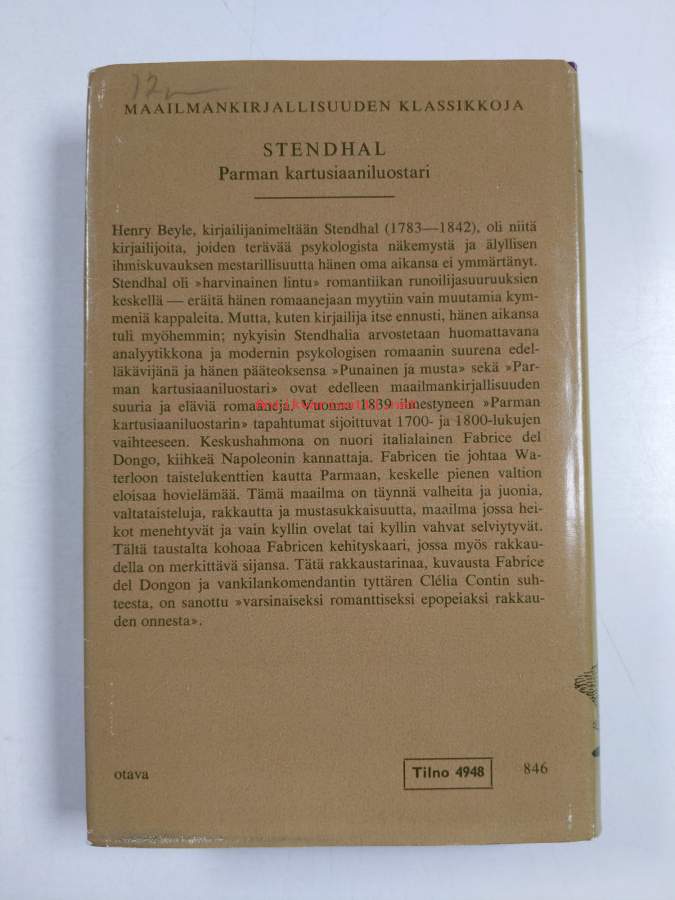 12,—
MAAILMANKIRJALLISUUDEN KLASSIKKOJA
STENDHAL
Parman kartusiaaniluostari
Henry Beyle, kirjailijanimeltään Stendhal (1783—1842), oli niitä
kirjailijoita, joiden terävää psykologista näkemystä ja älyllisen
ihmiskuvauksen mestarillisuutta hänen oma aikansa ei ymmärtänyt.
Stendhal oli »harvinainen lintu» romantiikan runoilijasuuruuksien
keskellä — eräitä hänen romaanejaan myytiin vain muutamia kym-
meniä kappaleita. Mutta, kuten kirjailija itse ennusti, hänen aikansa
tuli myöhemmin; nykyisin Stendhalia arvostetaan huomattavana
analyytikkona ja modernin psykologisen romaanin suurena edel-
läkävijänä ja hänen pääteoksensa »Punainen ja musta» sekä »Par-
man kartusiaaniluostari» ovat edelleen maailmankirjallisuuden
suuria ja eläviä romaaneja. Vuonna 1839 ilmestyneen »Parman
kartusiaaniluostarin» tapahtumat sijoittuvat 1700- ja 1800-lukujen
vaihteeseen. Keskushahmona on nuori italialainen Fabrice del
Dongo, kiihkeä Napoleonin kannattaja. Fabricen tie johtaa Wa-
terloon taistelukenttien kautta Parmaan, keskelle pienen valtion
eloisaa hovielämää. Tämä maailma on täynnä valheita ja juonia,
valtataisteluja, rakkautta ja mustasukkaisuutta, maailma jossa hei-
kot menehtyvät ja vain kyllin ovelat tai kyllin vahvat selviytyvät.
Tältä taustalta kohoaa Fabricen kehityskaari, jossa myös rakkau-
della on merkittävä sijansa. Tätä rakkaustarinaa, kuvausta Fabrice
del Dongon ja vankilankomendantin tyttären Clélia Contin suh-
teesta, on sanottu »varsinaiseksi romanttiseksi epopeiaksi rakkau-
den onnesta».
otava
Tilno 4948
846